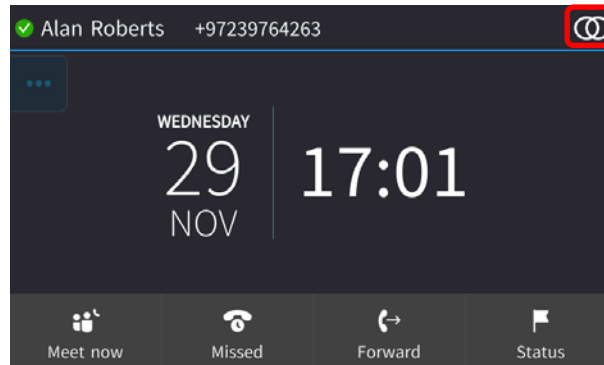 Alan Roberts +97239764263
WEDNESDAY
29
NOV
17:01
Meet now Missed Forward Status